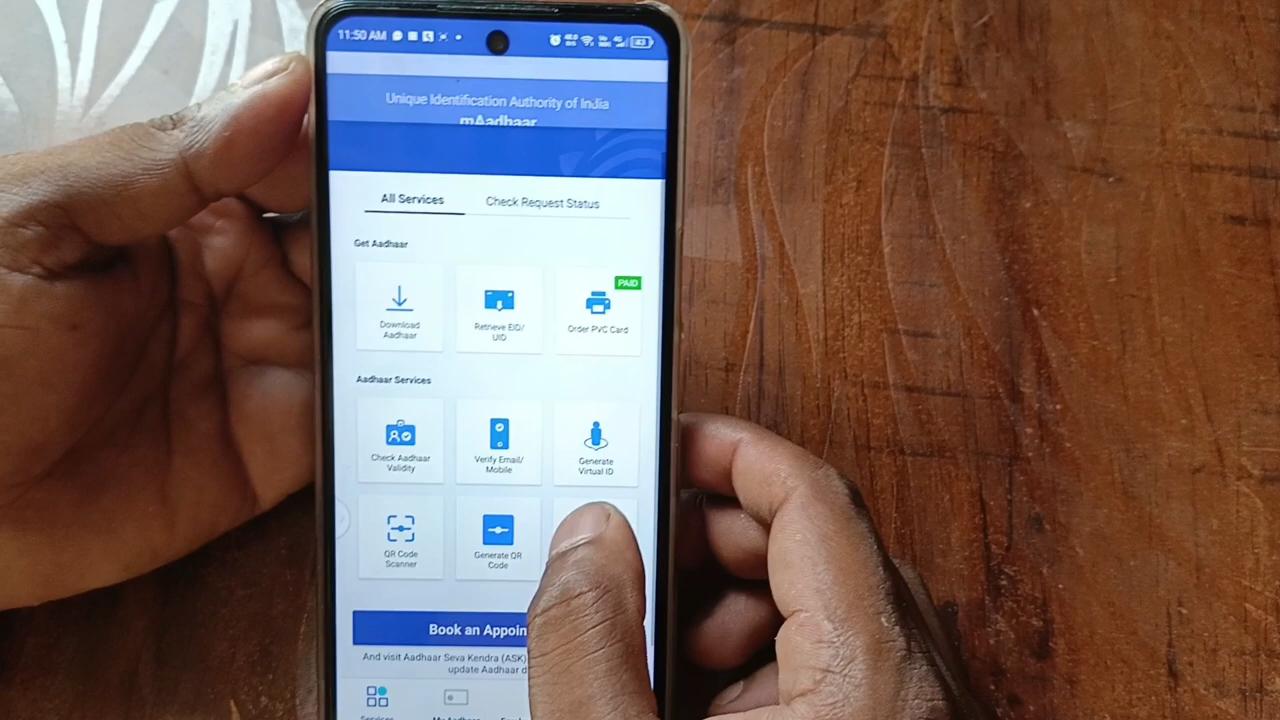 11:50 AM
83
Unique Identification Authority of India
mAadhaar
All Services
Check Request Status
Get Aadhaar
PAID
Download
Aadhaar
Retrieve EID/
UID
Order PVC Card
Aadhaar Services
Check Aadhaar
Validity
Verify Email/
Mobile
Generate
Virtual ID
QR Code
Scanner
Generate QR
Code
Book an Appoin
And visit Aadhaar Seva Kendra (ASK)
update Aadhaar d
Services